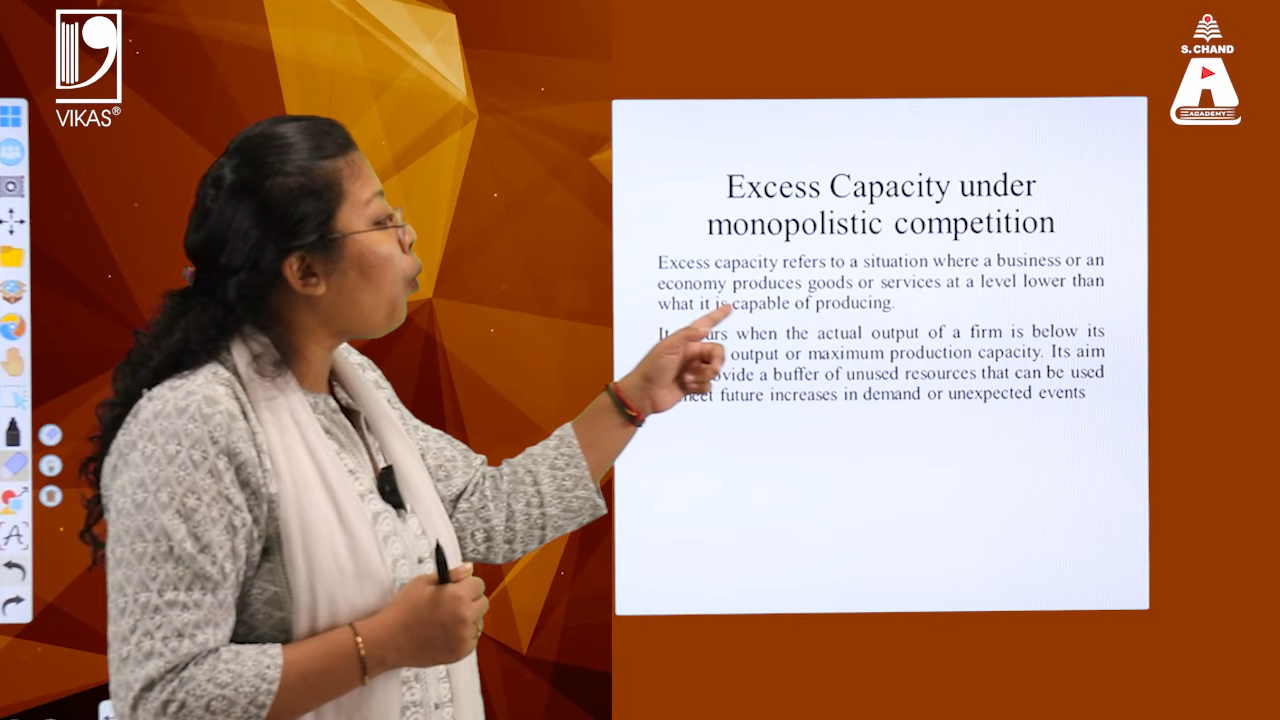 VIKAS®
S. CHAND
ACADEMY
Excess Capacity under
monopolistic competition
Excess capacity refers to a situation where a business or an
economy produces goods or services at a level lower than
what it is capable of producing.
It when the actual output of a firm is below its
output or maximum production capacity. Its aim
a buffer of unused resources that can be used
future increases in demand or unexpected events